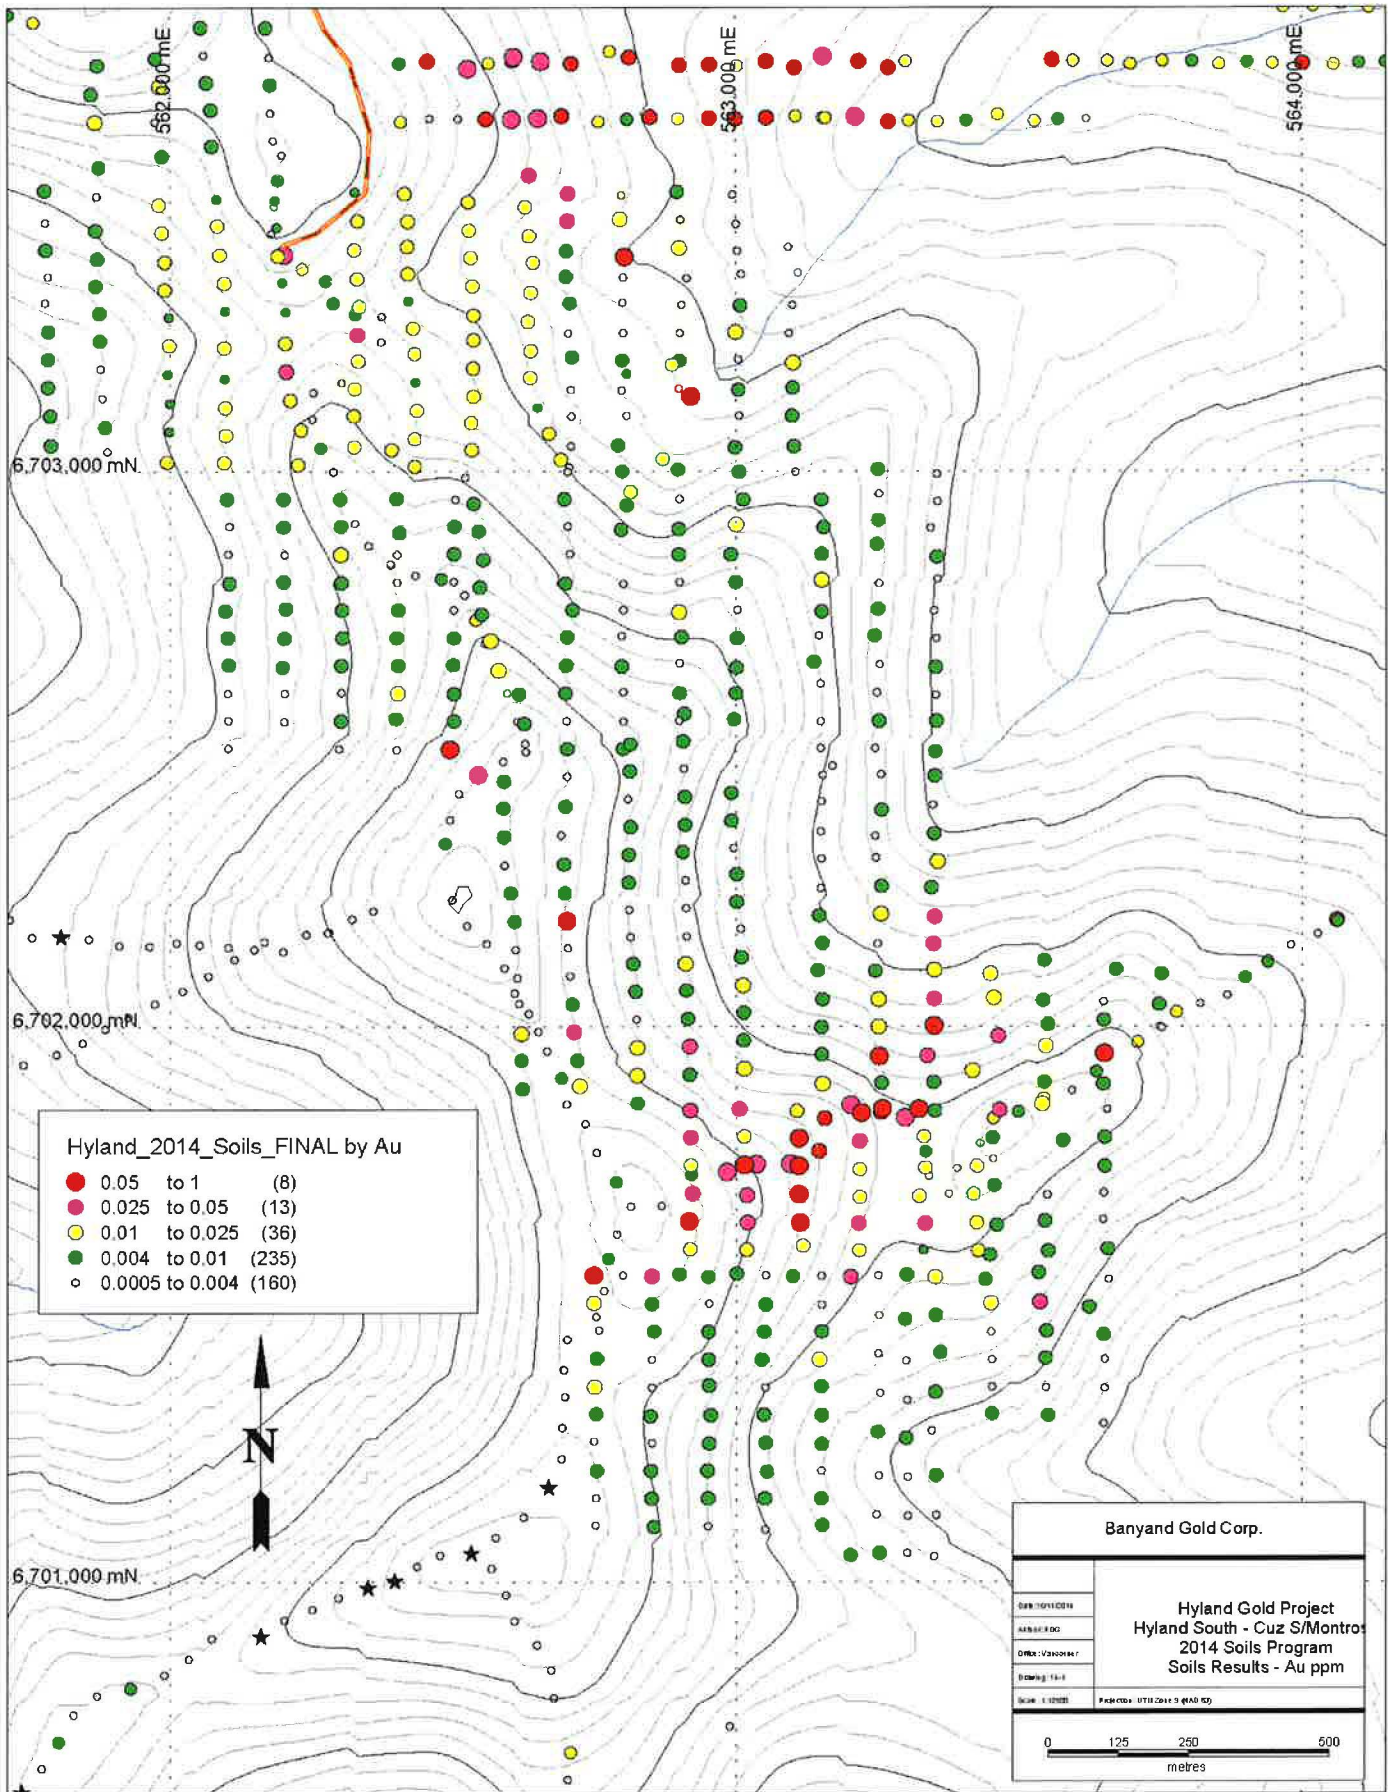 562,000 mE
563,000 mE
564,000 mE
6,703,000 mN
6,702,000 mN
Hyland_2014_Soils_FINAL by Au
0.05 to 1 (8)
0.025 to 0.05 (13)
0.01 to 0.025 (36)
0.004 to 0.01 (235)
0.0005 to 0.004 (160)
N
6,701,000 mN
Banyand Gold Corp.
Hyland Gold Project
Hyland South - Cuz S/Montros
2014 Soils Program
Soils Results - Au ppm
Office: Vancouver
0 125 250 500
metres